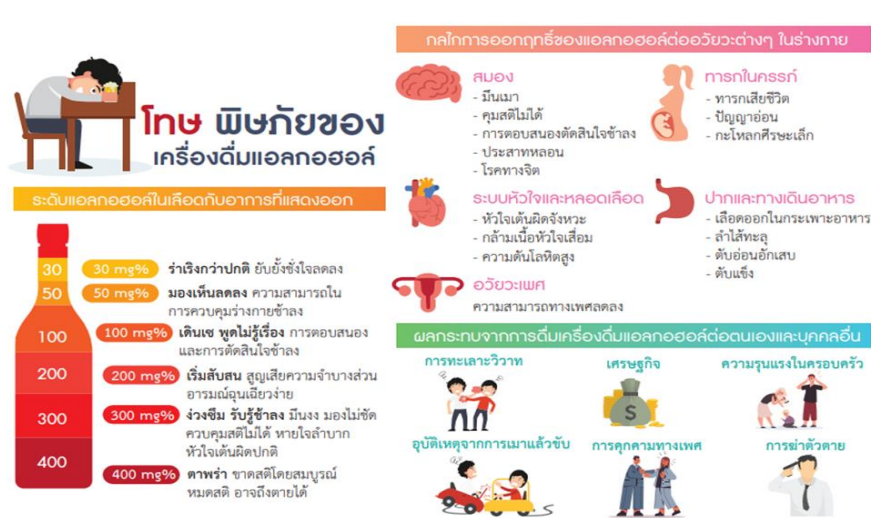 โทษ พิษภัยของ
เครื่องดื่มแอลกอฮอล์
ระดับแอลกอฮอล์ในเลือดกับอาการที่แสดงออก
30
30 mg% ร่าเริงกว่าปกติ ยับยั้งชั่งใจลดลง
50
50 mg% มองเห็นลดลง ความสามารถใน
การควบคุมร่างกายช้าลง
100
100 mg% เดินเซ พูดไม่รู้เรื่อง การตอบสนอง
และการตัดสินใจช้าลง
200
200 mg% เริ่มสับสน สูญเสียความจำบางส่วน
อารมณ์ฉุนเฉียวง่าย
300
300 mg% ง่วงซึม รับรู้ช้าลง มึนงง มองไม่ชัด
ควบคุมสติไม่ได้ หายใจลำบาก
หัวใจเต้นผิดปกติ
400
400 mg% ตาพร่า ขาดสติโดยสมบูรณ์
หมดสติ อาจถึงตายได้
กลไกการออกฤทธิ์ของแอลกอฮอล์ต่ออวัยวะต่างๆ ในร่างกาย
สมอง
- มึนเมา
- คุมสติไม่ได้
- การตอบสนองตัดสินใจช้าลง
- ประสาทหลอน
- โรคทางจิต
ทารกในครรภ์
- ทารกเสียชีวิต
- ปัญญาอ่อน
- กะโหลกศีรษะเล็ก
ระบบหัวใจและหลอดเลือด
- หัวใจเต้นผิดจังหวะ
- กล้ามเนื้อหัวใจเสื่อม
- ความดันโลหิตสูง
ปากและทางเดินอาหาร
- เลือดออกในกระเพาะอาหาร
- ลำไส้ทะลุ
- ตับอ่อนอักเสบ
- ตับแข็ง
อวัยวะเพศ
ความสามารถทางเพศลดลง
ผลกระทบจากการดื่มเครื่องดื่มแอลกอฮอล์ต่อตนเองและบุคคลอื่น
การทะเลาะวิวาท
เศรษฐกิจ
$
ความรุนแรงในครอบครัว
อุบัติเหตุจากการเมาแล้วขับ
การคุกคามทางเพศ
การฆ่าตัวตาย